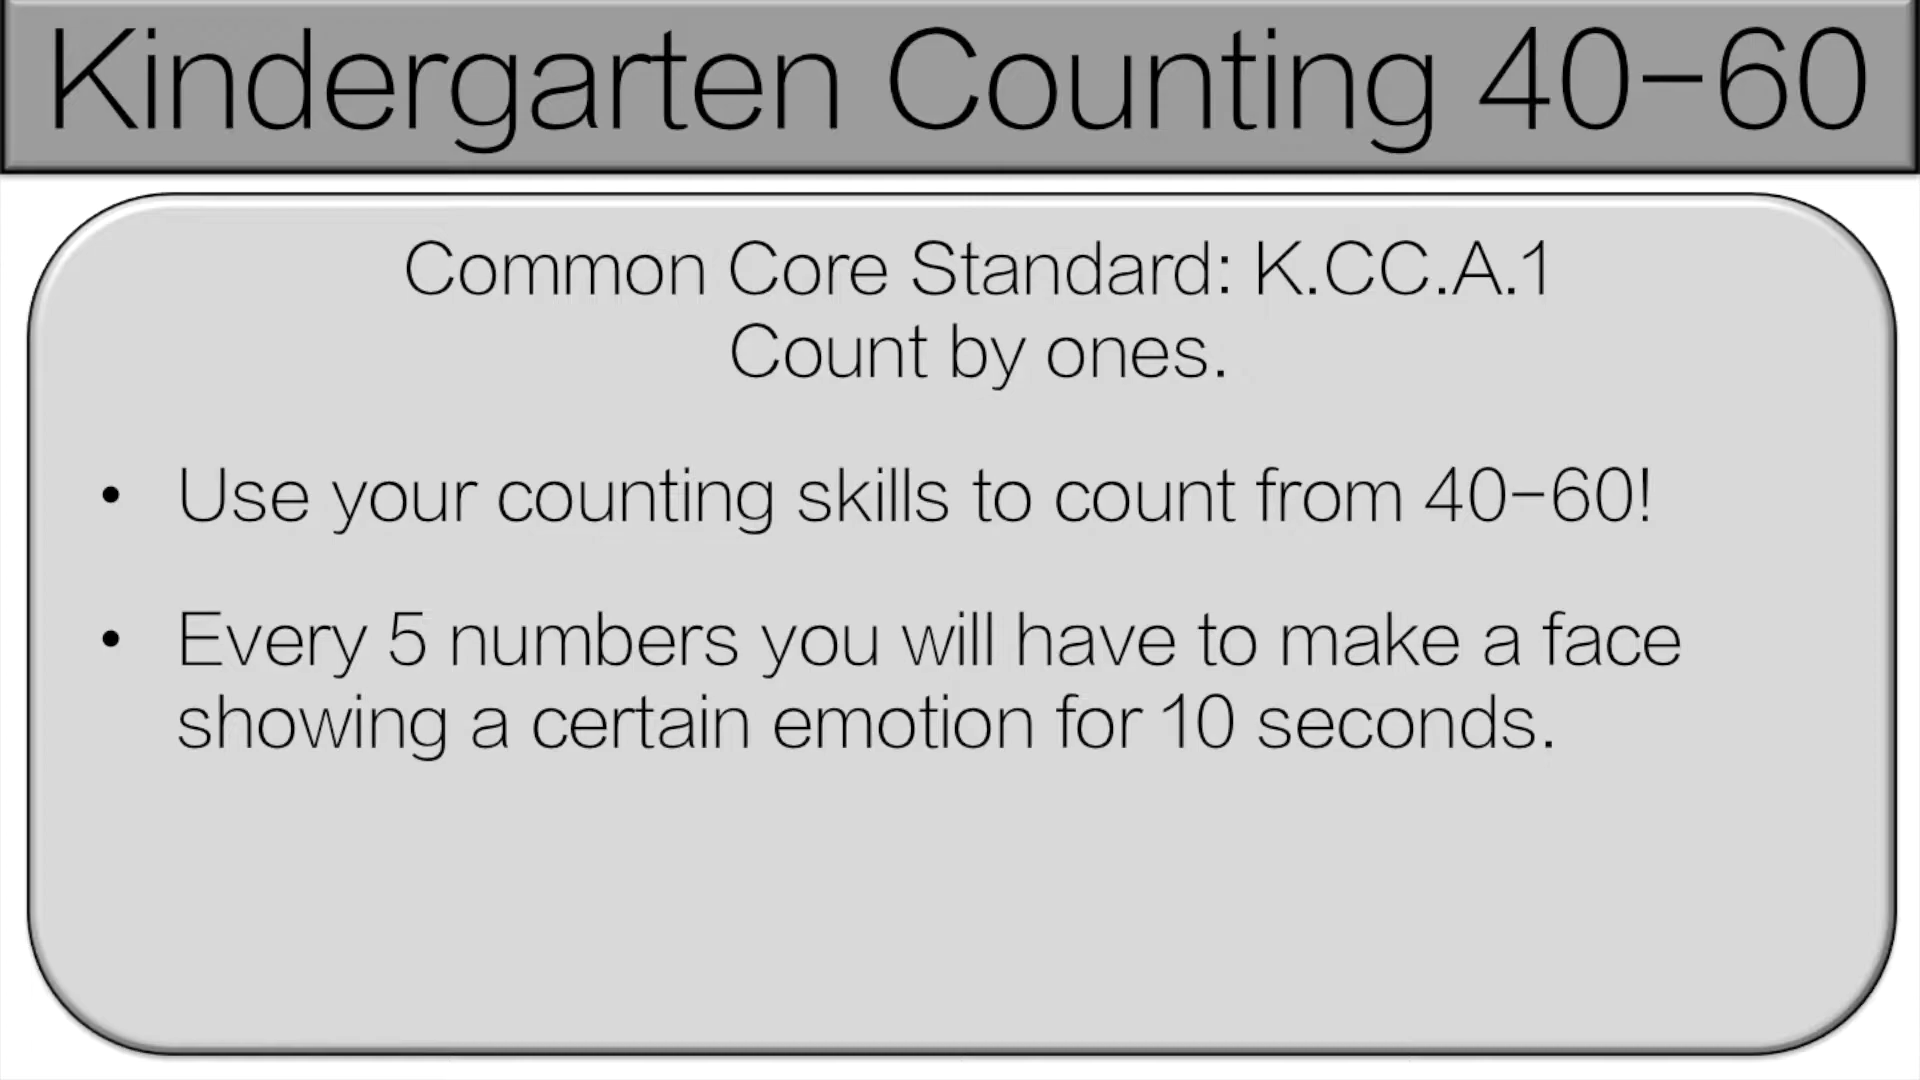 Kindergarten Counting 40-60
Common Core Standard: K.CC.A.1
Count by ones.
• Use your counting skills to count from 40-60!
• Every 5 numbers you will have to make a face
showing a certain emotion for 10 seconds.